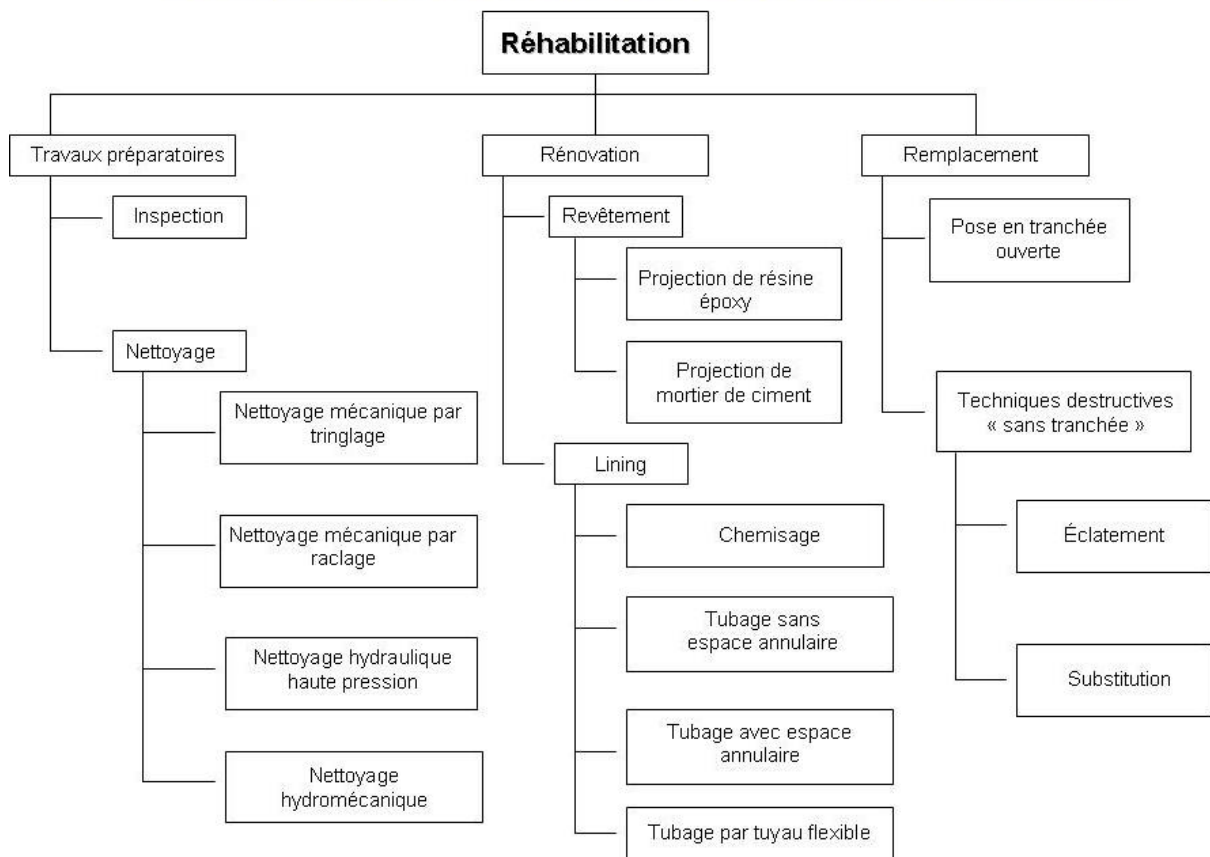 Réhabilitation
Travaux préparatoires
Inspection
Nettoyage
Nettoyage mécanique par
tringlage
Nettoyage mécanique par
raclage
Nettoyage hydraulique
haute pression
Nettoyage
hydromécanique
Rénovation
Revêtement
Projection de résine
époxy
Projection de
mortier de ciment
Lining
Chemisage
Tubage sans
espace annulaire
Tubage avec espace
annulaire
Tubage par tuyau flexible
Remplacement
Pose en tranchée
ouverte
Techniques destructives
« sans tranchée »
Éclatement
Substitution